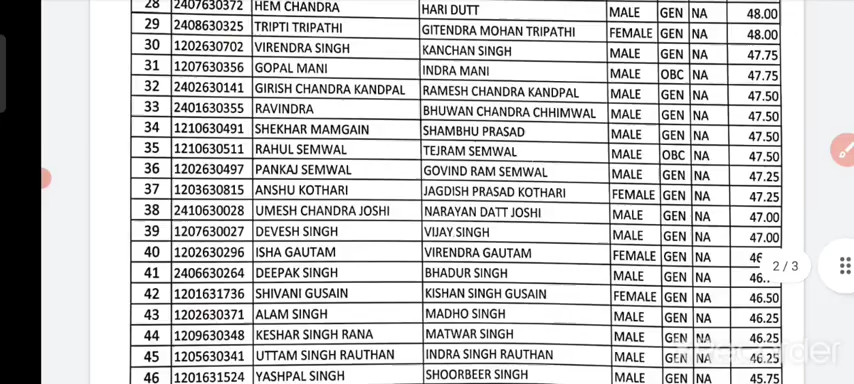 28 2407630372 HEM CHANDRA HARI DUTT MALE GEN NA 48.00
29 2408630325 TRIPTI TRIPATHI GITENDRA MOHAN TRIPATHI FEMALE GEN NA 48.00
30 1202630702 VIRENDRA SINGH KANCHAN SINGH MALE GEN NA 47.75
31 1207630356 GOPAL MANI INDRA MANI MALE OBC NA 47.75
32 2402630141 GIRISH CHANDRA KANDPAL RAMESH CHANDRA KANDPAL MALE GEN NA 47.50
33 2401630355 RAVINDRA BHUWAN CHANDRA CHHIMWAL MALE GEN NA 47.50
34 1210630491 SHEKHAR MAMGAIN SHAMBHU PRASAD MALE GEN NA 47.50
35 1210630511 RAHUL SEMWAL TEJRAM SEMWAL MALE OBC NA 47.50
36 1202630497 PANKAJ SEMWAL GOVIND RAM SEMWAL MALE GEN NA 47.25
37 1203630815 ANSHU KOTHARI JAGDISH PRASAD KOTHARI FEMALE GEN NA 47.25
38 2410630028 UMESH CHANDRA JOSHI NARAYAN DATT JOSHI MALE GEN NA 47.00
39 1207630027 DEVESH SINGH VIJAY SINGH MALE GEN NA 47.00
40 1202630296 ISHA GAUTAM VIRENDRA GAUTAM FEMALE GEN NA
41 2406630264 DEEPAK SINGH BHADUR SINGH MALE GEN NA
2 / 3
42 1201631736 SHIVANI GUSAIN KISHAN SINGH GUSAIN FEMALE GEN NA 46.50
43 1202630371 ALAM SINGH MADHO SINGH MALE GEN NA 46.25
44 1209630348 KESHAR SINGH RANA MATWAR SINGH MALE GEN NA 46.25
45 1205630341 UTTAM SINGH RAUTHAN INDRA SINGH RAUTHAN MALE GEN NA 46.25
46 1201631524 YASHPAL SINGH SHOORBEER SINGH MALE GEN NA 45.75